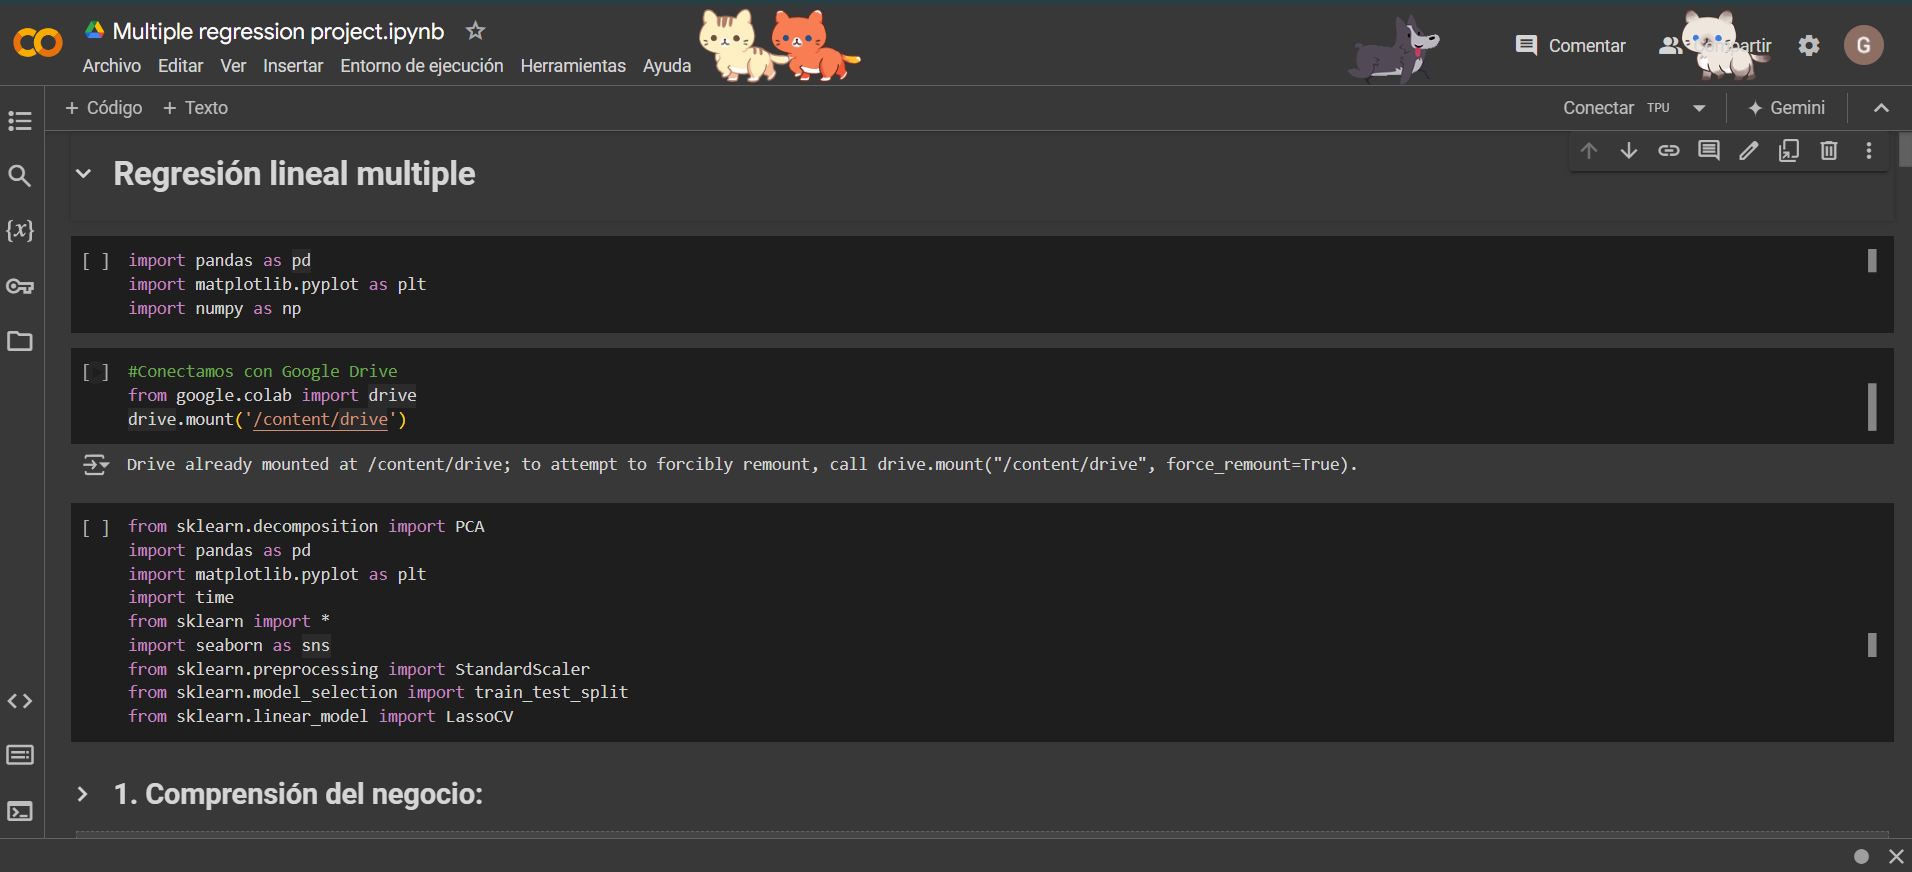 Multiple regression project.ipynb
Archivo Editar Ver Insertar Entorno de ejecución Herramientas Ayuda
Comentar
G
+ Código + Texto
Conectar TPU
Gemini
Regresión lineal multiple
[ ] import pandas as pd
import matplotlib.pyplot as plt
import numpy as np
[ ] #Conectamos con Google Drive
from google.colab import drive
drive.mount('/content/drive')
Drive already mounted at /content/drive; to attempt to forcibly remount, call drive.mount("/content/drive", force_remount=True).
[ ] from sklearn.decomposition import PCA
import pandas as pd
import matplotlib.pyplot as plt
import time
from sklearn import *
import seaborn as sns
from sklearn.preprocessing import StandardScaler
from sklearn.model_selection import train_test_split
from sklearn.linear_model import LassoCV
1. Comprensión del negocio: